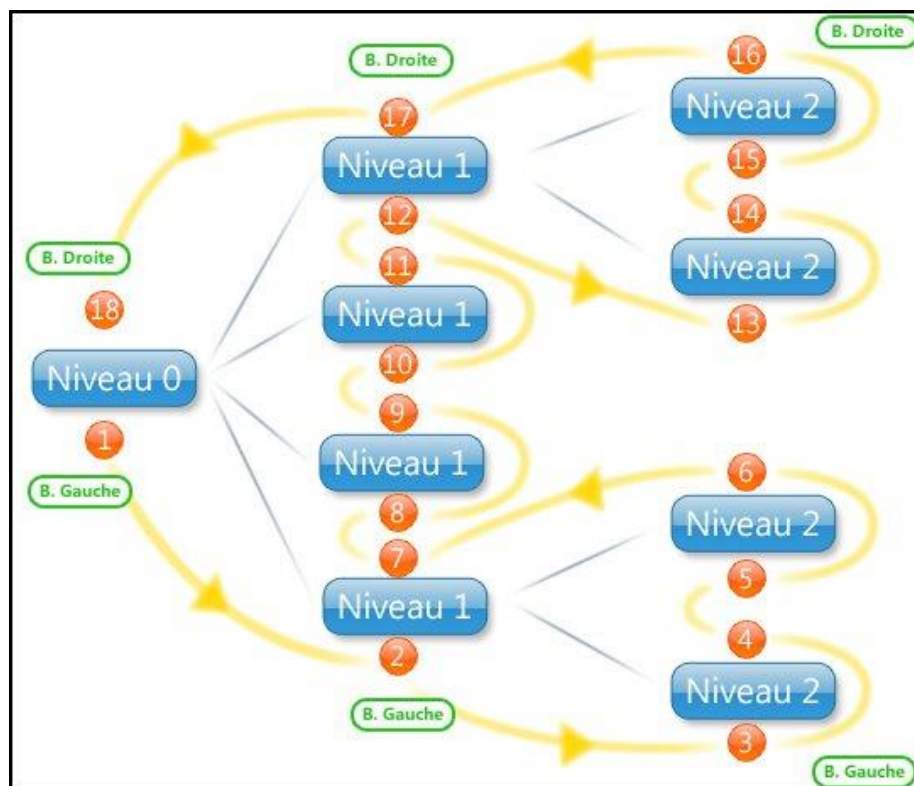 B. Droite
16
B. Droite
Niveau 2
17
Niveau 1
15
12
14
B. Droite
11
Niveau 2
18
Niveau 1
13
10
Niveau 0
9
1
Niveau 1
6
B. Gauche
8
Niveau 2
7
5
Niveau 1
4
2
Niveau 2
B. Gauche
3
B. Gauche